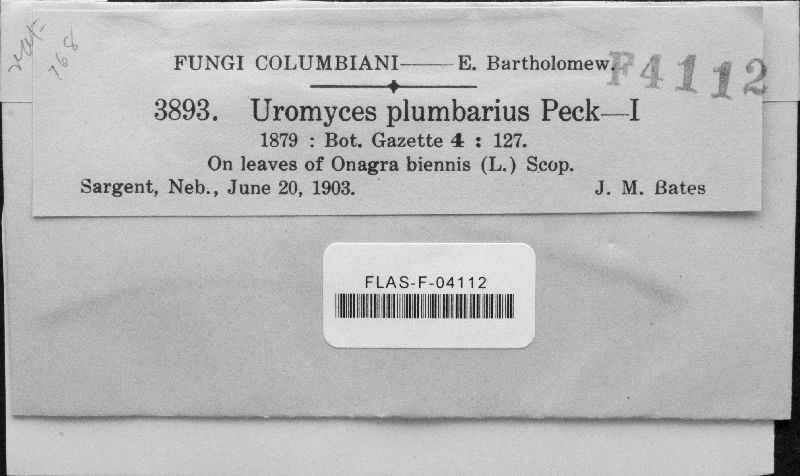 768
FUNGI COLUMBIANI——E. Bartholomew.
F4112
3893. Uromyces plumbarius Peck—I
1879 : Bot. Gazette 4 : 127.
On leaves of Onagra biennis (L.) Scop.
Sargent, Neb., June 20, 1903. J. M. Bates
FLAS-F-04112